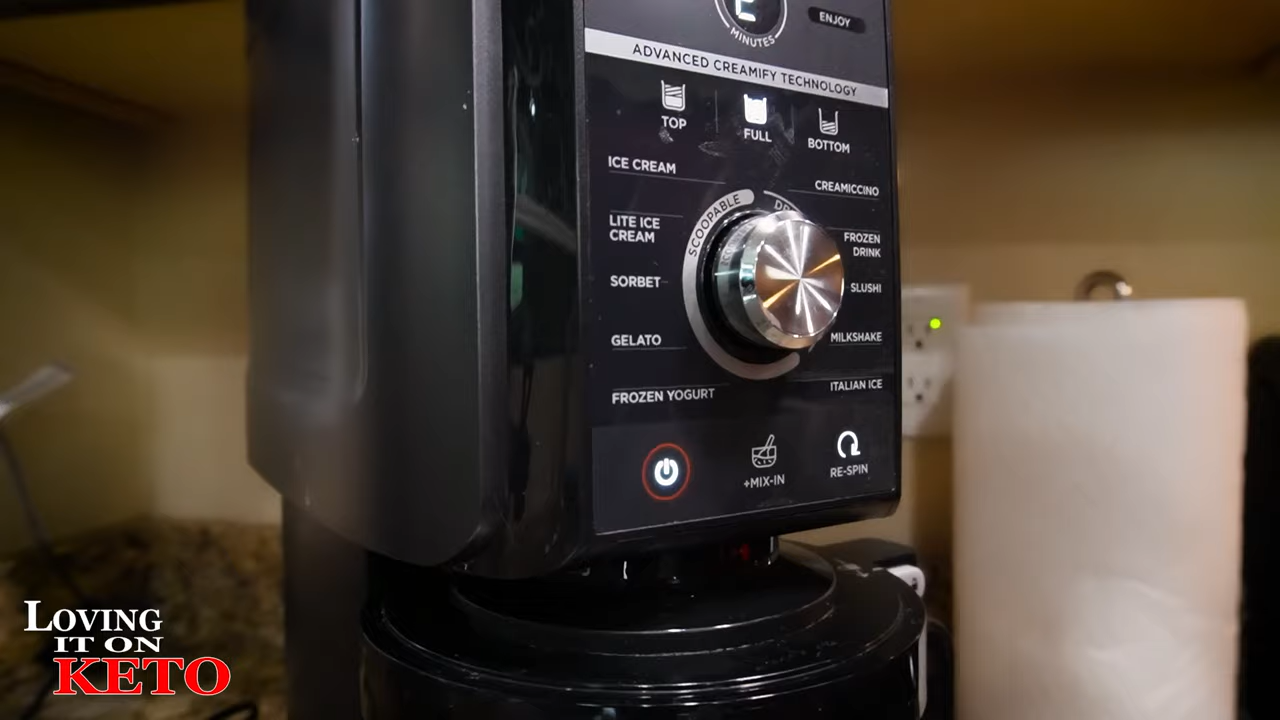 ENJOY
MINUTES
ADVANCED CREAMIFY TECHNOLOGY
TOP
FULL
BOTTOM
ICE CREAM
CREAMICCINO
SCOOPABLE
LITE ICE
CREAM
FROZEN
DRINK
SORBET
SLUSHI
GELATO
MILKSHAKE
FROZEN YOGURT
ITALIAN ICE
+MIX-IN
RE-SPIN
LOVING
IT ON
KETO